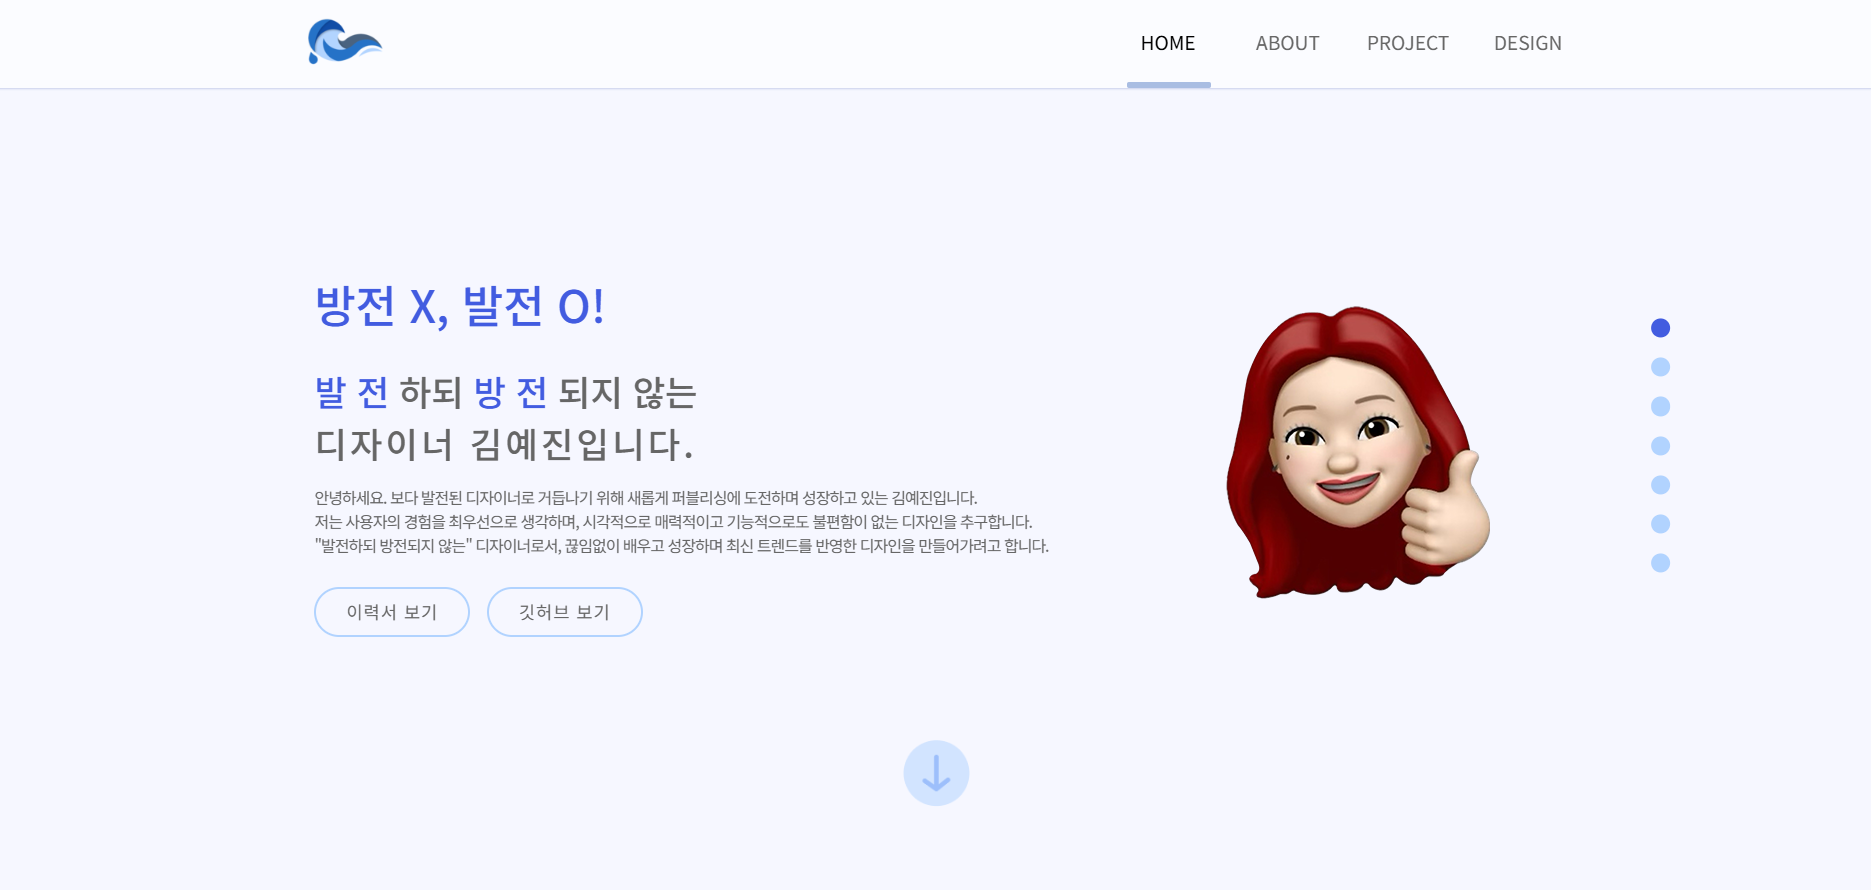 HOME ABOUT PROJECT DESIGN
방전 X, 발전 O!
발 전 하되 방 전 되지 않는
디자이너 김예진입니다.
안녕하세요. 보다 발전된 디자이너로 거듭나기 위해 새롭게 퍼블리싱에 도전하며 성장하고 있는 김예진입니다.
저는 사용자의 경험을 최우선으로 생각하며, 시각적으로 매력적이고 기능적으로도 불편함이 없는 디자인을 추구합니다.
"발전하되 방전되지 않는" 디자이너로서, 끊임없이 배우고 성장하며 최신 트렌드를 반영한 디자인을 만들어가려고 합니다.
이력서 보기 깃허브 보기